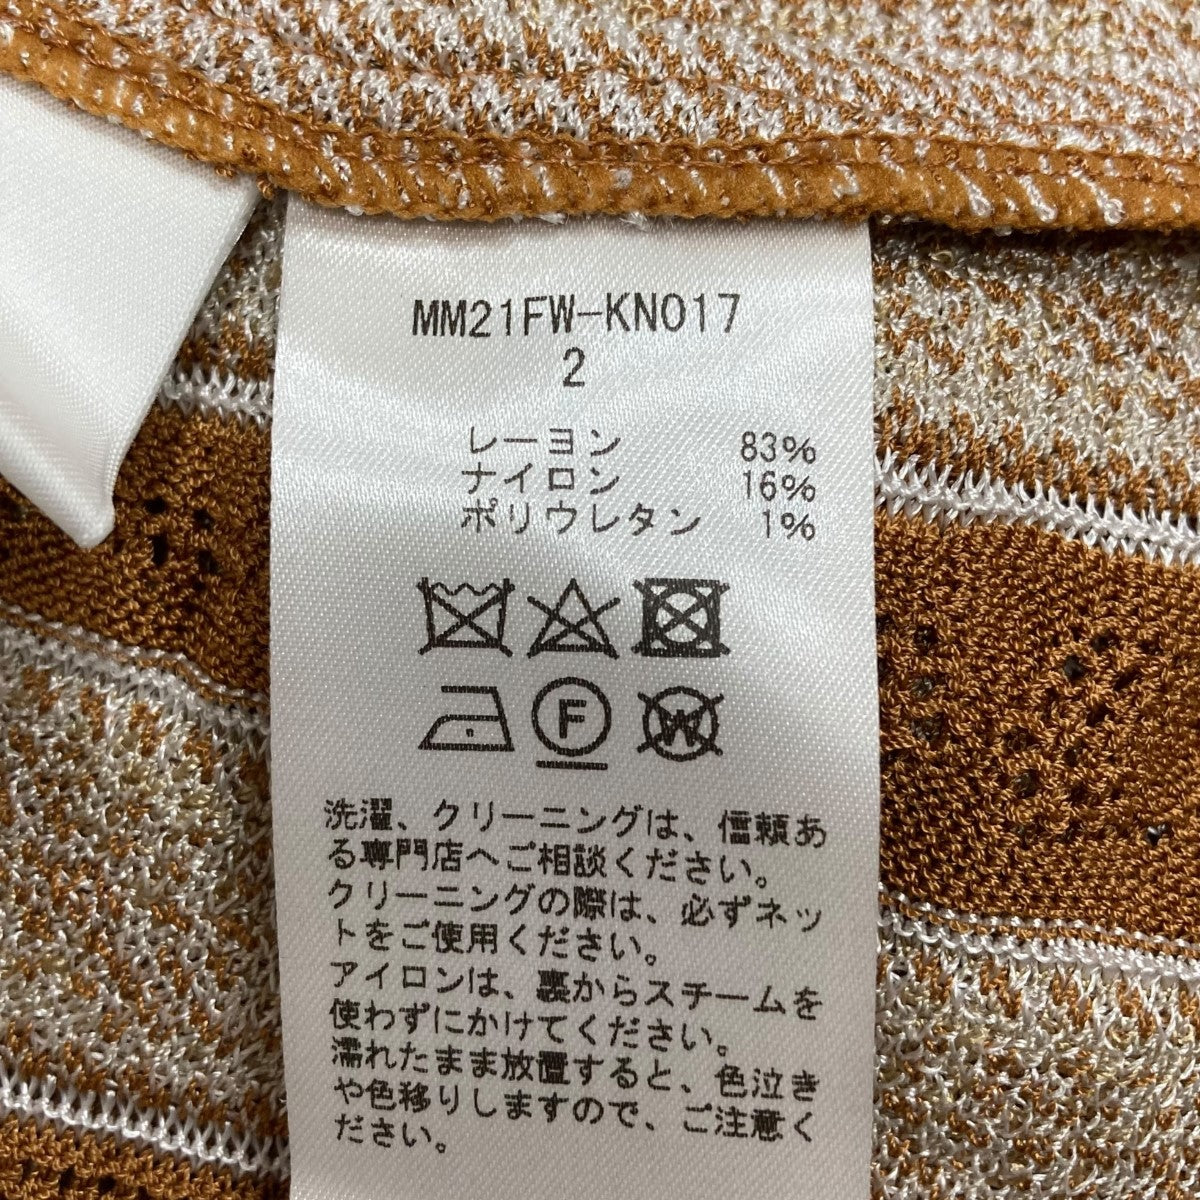 MM21FW-KN017
2
レーヨン 83%
ナイロン 16%
ポリウレタン 1%
F
W
洗濯、クリーニングは、信頼あ
る専門店へご相談ください。
クリーニングの際は、必ずネッ
トをご使用ください。
アイロンは、裏からスチームを
使わずにかけてください。
濡れたまま放置すると、色泣き
や色移りしますので、ご注意く
ださい。